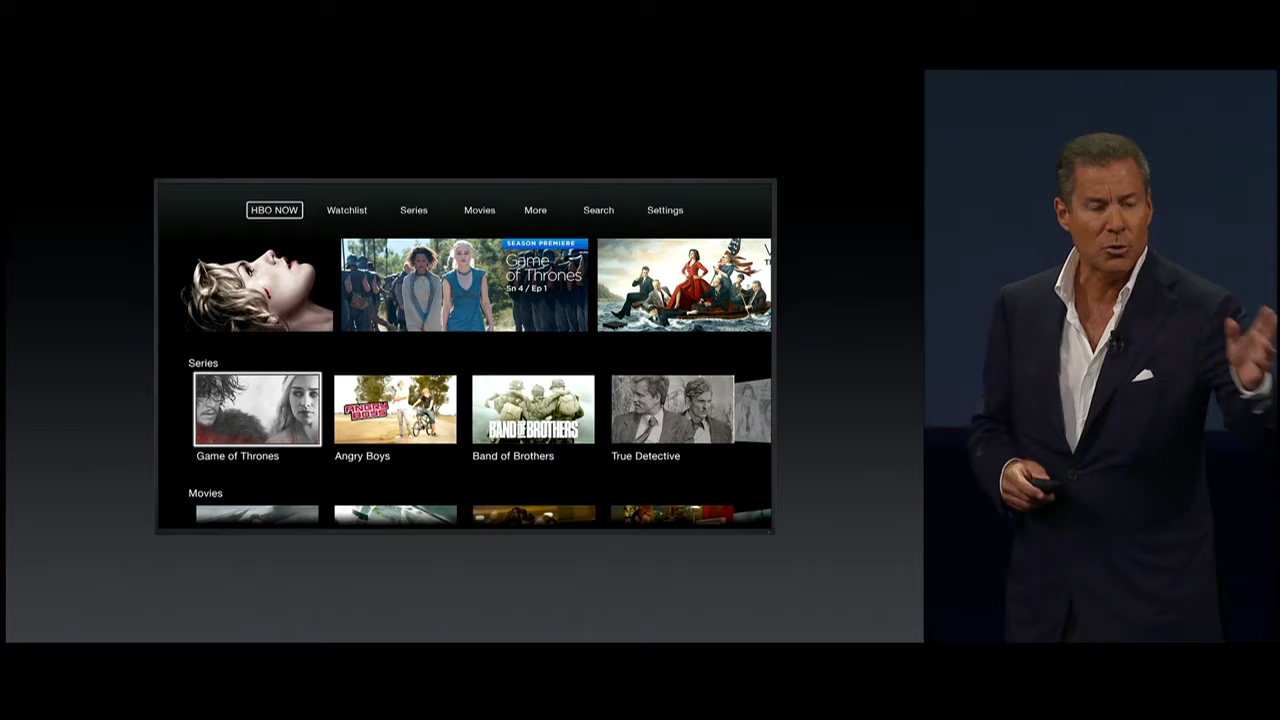 HBO NOW Watchlist Series Movies More Search Settings
SEASON PREMIERE
Game
of Thrones
Sn 4 / Ep 1
Series
ANGRY
BOYS
BAND OF BROTHERS
Game of Thrones Angry Boys Band of Brothers True Detective
Movies